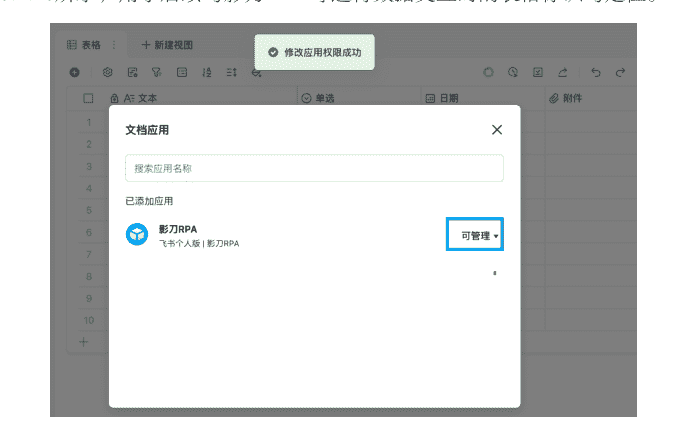 表格
+ 新建视图
修改应用权限成功
A≡ 文本
单选
日期
附件
1
2
3
4
5
6
7
8
9
10
文档应用
搜索应用名称
已添加应用
影刀RPA
飞书个人版 | 影刀RPA
可管理